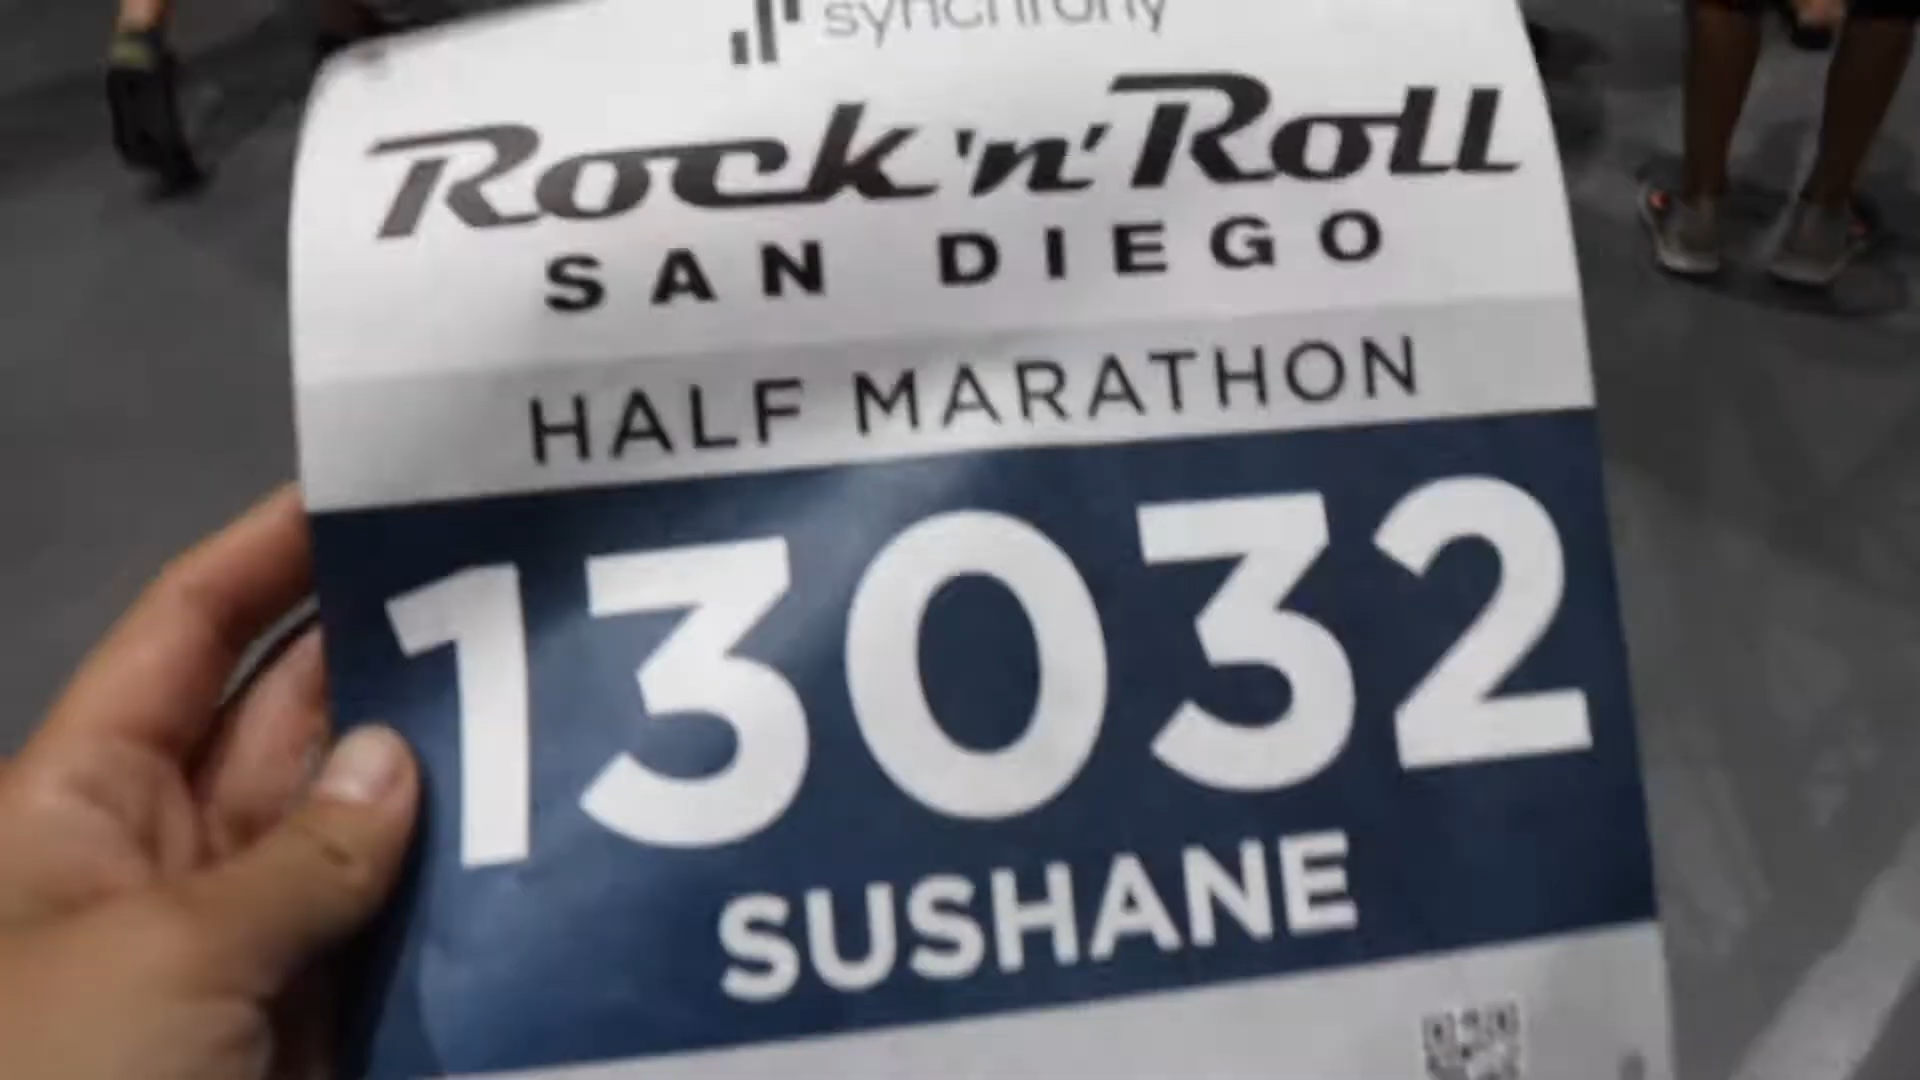 synchrony
Rock 'n' Roll
SAN DIEGO
HALF MARATHON
13032
SUSHANE